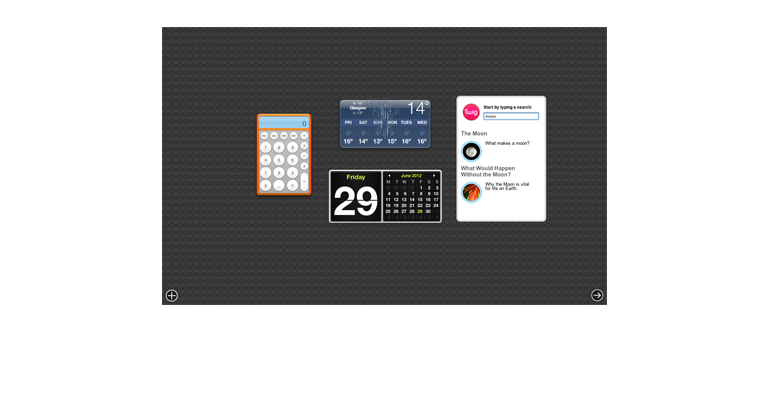 0
Glasgow
14°
FRI SAT SUN MON TUES WED
16° 14° 13° 15° 16° 16°
Friday
29
June 2012
M T W T F S S
1 2 3
4 5 6 7 8 9 10
11 12 13 14 15 16 17
18 19 20 21 22 23 24
25 26 27 28 29 30
Twig
Start by typing a search:
moon
The Moon
What makes a moon?
What Would Happen
Without the Moon?
Why the Moon is vital
for life on Earth.